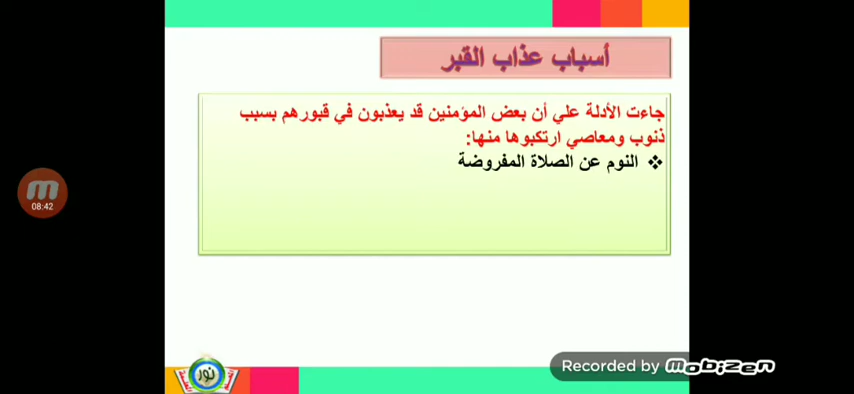 أسباب عذاب القبر
جاءت الأدلة علي أن بعض المؤمنين قد يعذبون في قبورهم بسبب
ذنوب ومعاصي ارتكبوها منها:
❖ النوم عن الصلاة المفروضة
08:42
نور
Recorded by Mobizen